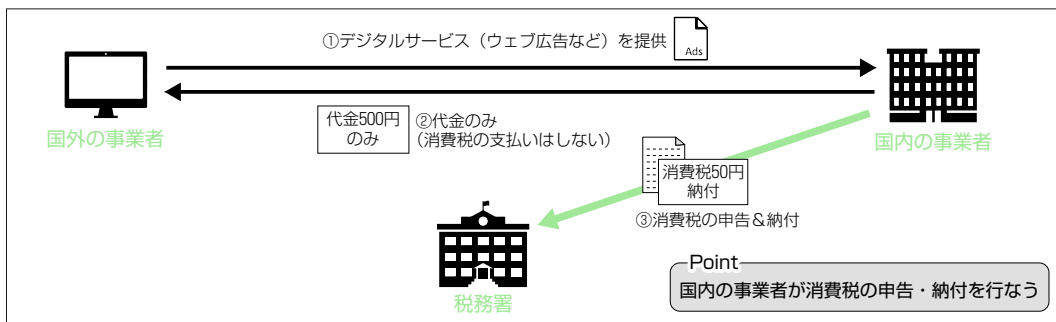 ①デジタルサービス（ウェブ広告など）を提供
Ads
国外の事業者
代金500円
のみ
②代金のみ
（消費税の支払いはしない）
国内の事業者
消費税50円
納付
③消費税の申告＆納付
税務署
Point
国内の事業者が消費税の申告・納付を行なう